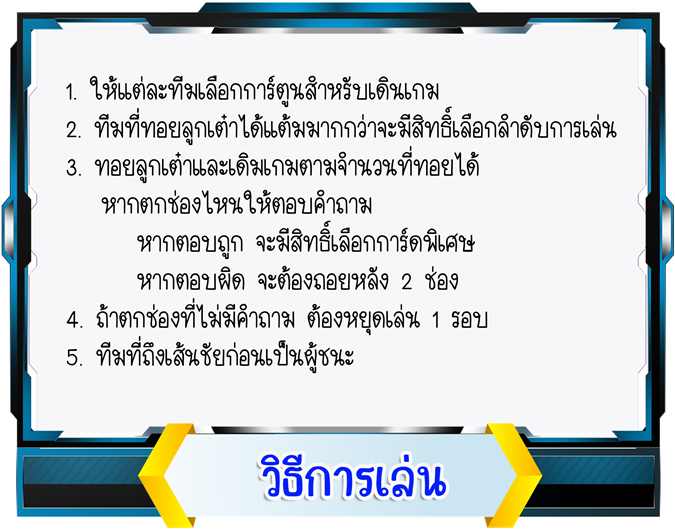 1. ให้แต่ละทีมเลือกการ์ตูนสำหรับเดินเกม
2. ทีมที่ทอยลูกเต๋าได้แต้มมากกว่าจะมีสิทธิ์เลือกลำดับการเล่น
3. ทอยลูกเต๋าและเดิมเกมตามจำนวนที่ทอยได้
หากตกช่องไหนให้ตอบคำถาม
หากตอบถูก จะมีสิทธิ์เลือกการ์ดพิเศษ
หากตอบผิด จะต้องถอยหลัง 2 ช่อง
4. ถ้าตกช่องที่ไม่มีคำถาม ต้องหยุดเล่น 1 รอบ
5. ทีมที่ถึงเส้นชัยก่อนเป็นผู้ชนะ
วิธีการเล่น